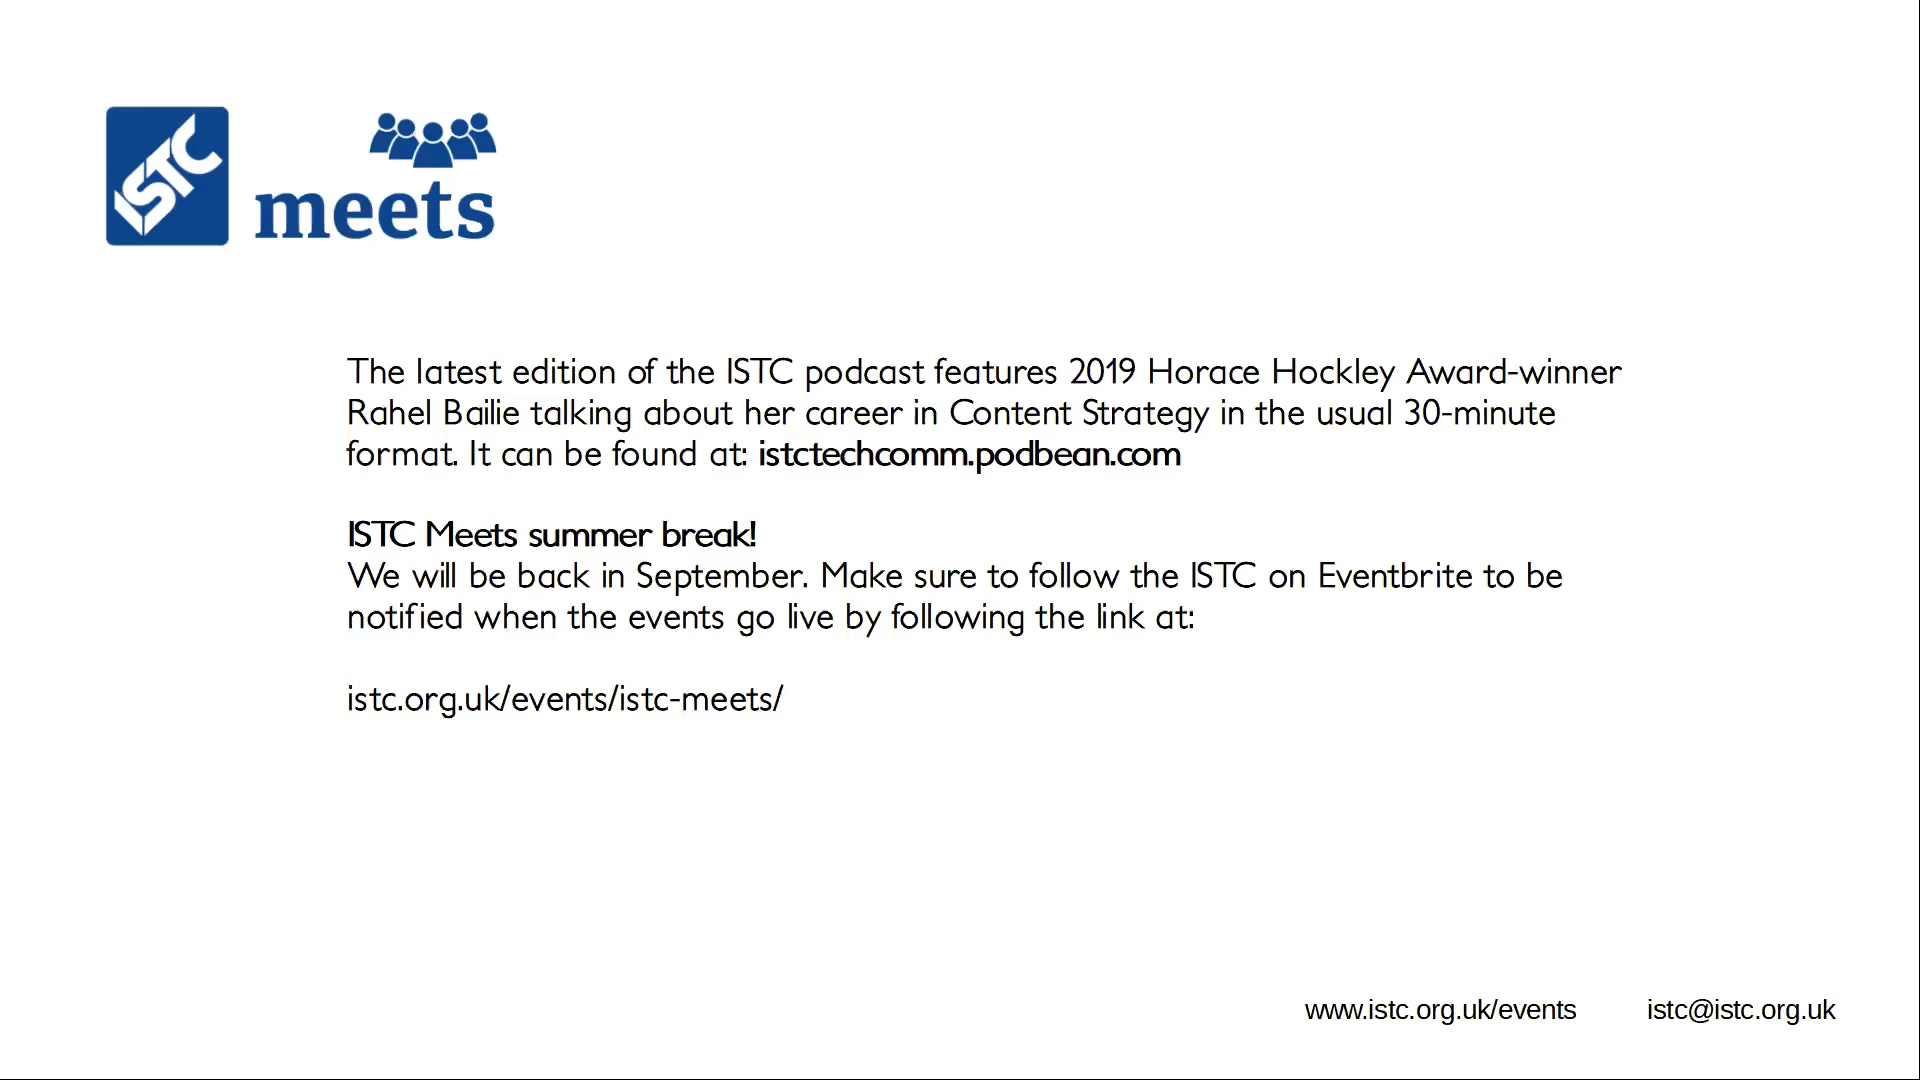 ISTC
meets
The latest edition of the ISTC podcast features 2019 Horace Hockley Award-winner
Rahel Bailie talking about her career in Content Strategy in the usual 30-minute
format. It can be found at: istctechcomm.podbean.com
ISTC Meets summer break!
We will be back in September. Make sure to follow the ISTC on Eventbrite to be
notified when the events go live by following the link at:
istc.org.uk/events/istc-meets/
www.istc.org.uk/events istc@istc.org.uk